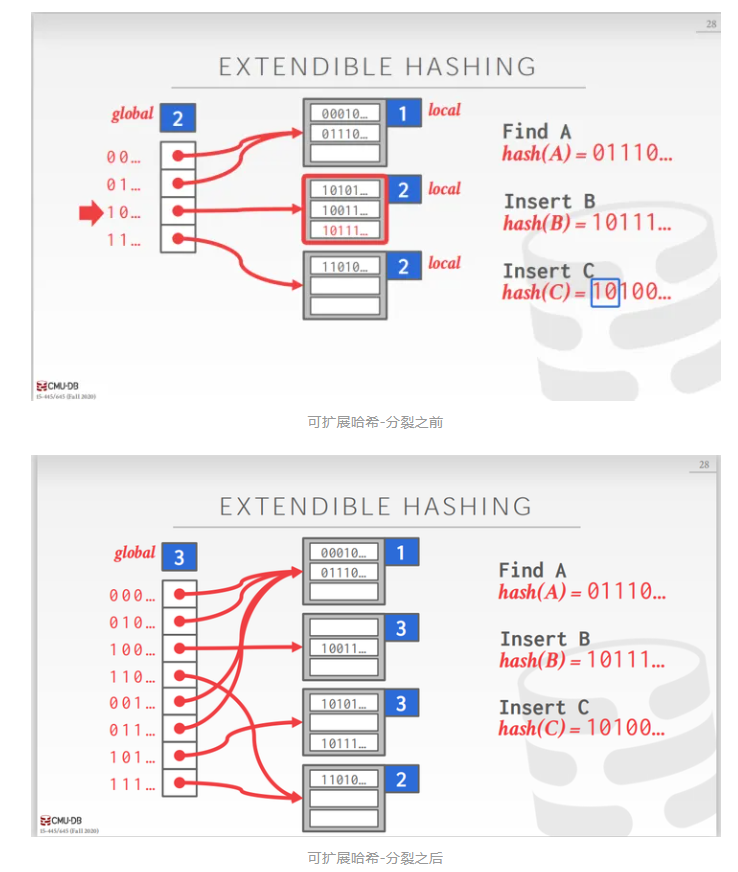 28
EXTENDIBLE HASHING
global 2
00...
01...
10...
11...
00010...
01110...
1 local
10101...
10011...
10111...
2 local
11010...
2 local
Find A
hash(A) = 01110...
Insert B
hash(B) = 10111...
Insert C
hash(C) = 10100...
CMU-DB
15-445/645 (Fall 2020)
可扩展哈希-分裂之前
28
EXTENDIBLE HASHING
global 3
000...
010...
100...
110...
001...
011...
101...
111...
00010...
01110...
1
10011...
3
10101...
10111...
3
11010...
2
Find A
hash(A) = 01110...
Insert B
hash(B) = 10111...
Insert C
hash(C) = 10100...
CMU-DB
15-445/645 (Fall 2020)
可扩展哈希-分裂之后